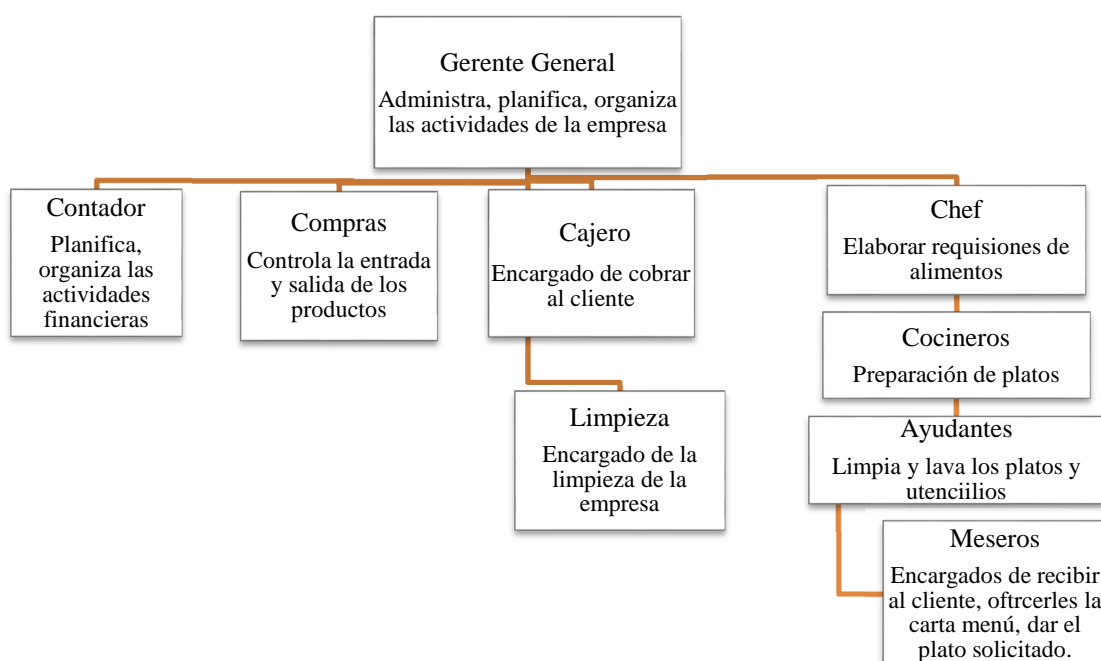 Gerente General
Administra, planifica, organiza
las actividades de la empresa
Contador
Planifica,
organiza las
actividades
financieras
Compras
Controla la entrada
y salida de los
productos
Cajero
Encargado de cobrar
al cliente
Chef
Elaborar requisiones de
alimentos
Cocineros
Preparación de platos
Limpieza
Encargado de la
limpieza de la
empresa
Ayudantes
Limpia y lava los platos y
utenciilios
Meseros
Encargados de recibir
al cliente, oftrcerles la
carta menú, dar el
plato solicitado.